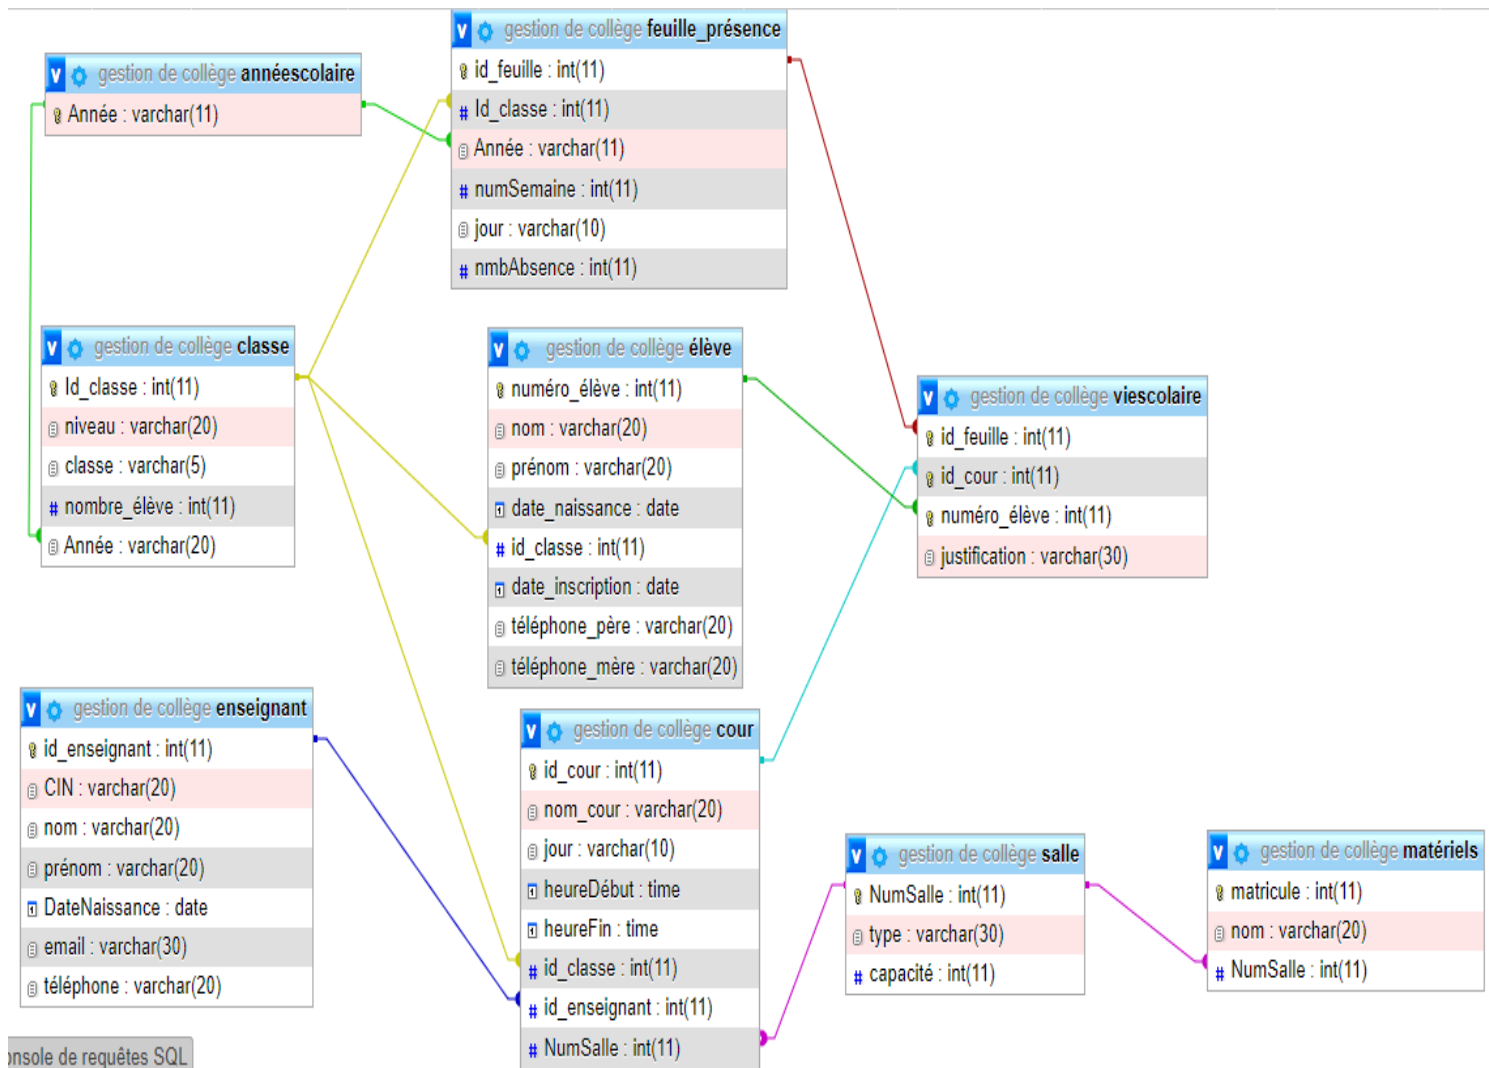 gestion de collège annéescolaire
Année : varchar(11)
gestion de collège feuille_présence
id_feuille : int(11)
Id_classe : int(11)
Année : varchar(11)
numSemaine : int(11)
jour : varchar(10)
nmbAbsence : int(11)
gestion de collège classe
Id_classe : int(11)
niveau : varchar(20)
classe : varchar(5)
nombre_élève : int(11)
Année : varchar(20)
gestion de collège élève
numéro_élève : int(11)
nom : varchar(20)
prénom : varchar(20)
date_naissance : date
id_classe : int(11)
date_inscription : date
téléphone_père : varchar(20)
téléphone_mère : varchar(20)
gestion de collège viescolaire
id_feuille : int(11)
id_cour : int(11)
numéro_élève : int(11)
justification : varchar(30)
gestion de collège enseignant
id_enseignant : int(11)
CIN : varchar(20)
nom : varchar(20)
prénom : varchar(20)
DateNaissance : date
email : varchar(30)
téléphone : varchar(20)
gestion de collège cour
id_cour : int(11)
nom_cour : varchar(20)
jour : varchar(10)
heureDébut : time
heureFin : time
id_classe : int(11)
id_enseignant : int(11)
NumSalle : int(11)
gestion de collège salle
NumSalle : int(11)
type : varchar(30)
capacité : int(11)
gestion de collège matériels
matricule : int(11)
nom : varchar(20)
NumSalle : int(11)
onsole de requêtes SQL